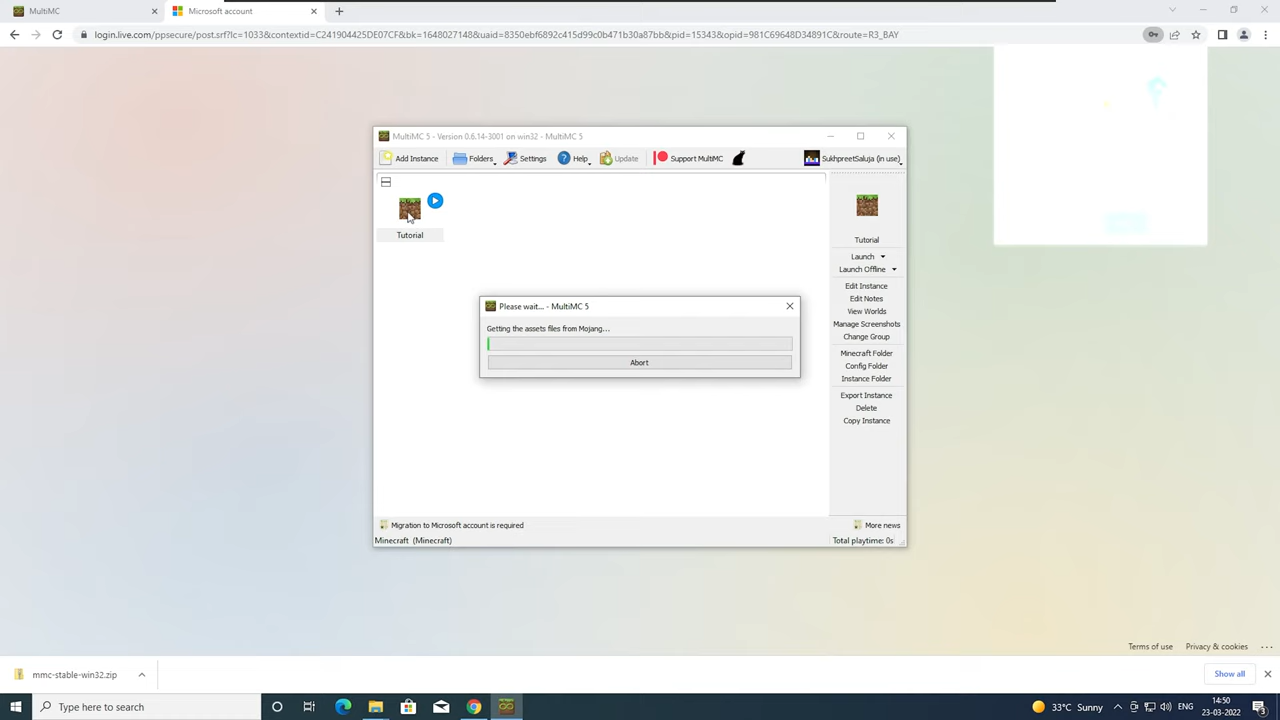 MultiMC
Microsoft account
login.live.com/ppsecure/post.srf?lc=1033&contextid=C241904425DE07CF&bk=1648027148&uaid=8350ebf6892c415d99c0b471b30a87bb&pid=15343&opid=981C69648D34891C&route=R3_BAY
MultiMC 5 - Version 0.6.14-3001 on win32 - MultiMC 5
Add Instance
Folders
Settings
Help
Update
Support MultiMC
SukhpreetSaluja (in use)
Tutorial
Tutorial
Launch
Launch Offline
Edit Instance
Edit Notes
View Worlds
Manage Screenshots
Change Group
Minecraft Folder
Config Folder
Instance Folder
Export Instance
Delete
Copy Instance
Please wait... - MultiMC 5
Getting the assets files from Mojang...
Abort
Migration to Microsoft account is required
More news
Minecraft (Minecraft)
Total playtime: 0s
Terms of use
Privacy & cookies
mmc-stable-win32.zip
Show all
Type here to search
33°C Sunny
ENG
14:50
23-03-2022
3